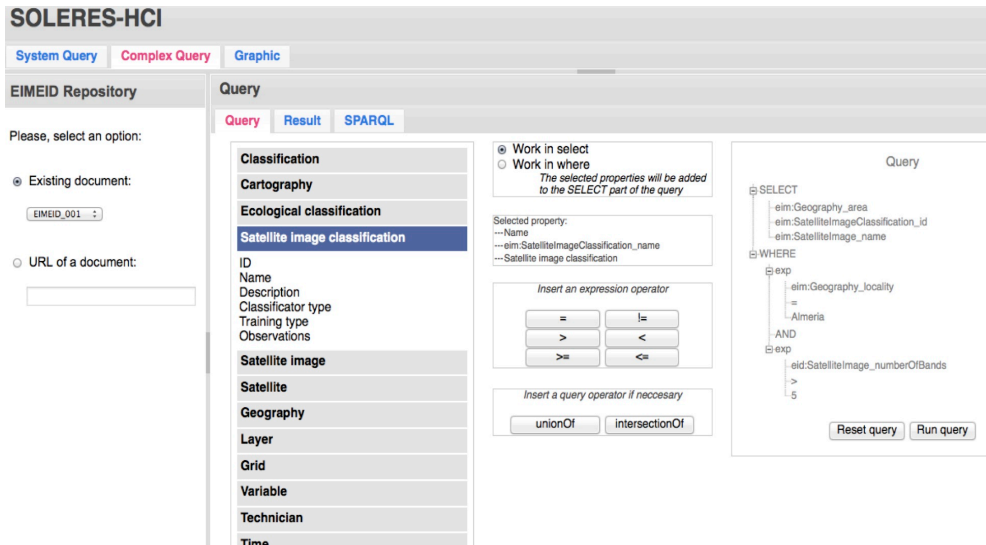 SOLERES-HCI
System Query
Complex Query
Graphic
EIMEID Repository
Please, select an option:
Existing document:
EIMEID_001
URL of a document:
Query
Query
Result
SPARQL
Classification
Cartography
Ecological classification
Satellite image classification
ID
Name
Description
Classificator type
Training type
Observations
Satellite image
Satellite
Geography
Layer
Grid
Variable
Technician
Time
Work in select
Work in where
The selected properties will be added
to the SELECT part of the query
Selected property:
---Name
---eim:SatelliteImageClassification_name
---Satellite image classification
Insert an expression operator
=
!=
>
<
>=
<=
Insert a query operator if neccesary
unionOf
intersectionOf
Query
SELECT
eim:Geography_area
eim:SatelliteImageClassification_id
eim:SatelliteImage_name
WHERE
exp
eim:Geography_locality
=
Almeria
AND
exp
eid:SatelliteImage_numberOfBands
>
5
Reset query
Run query